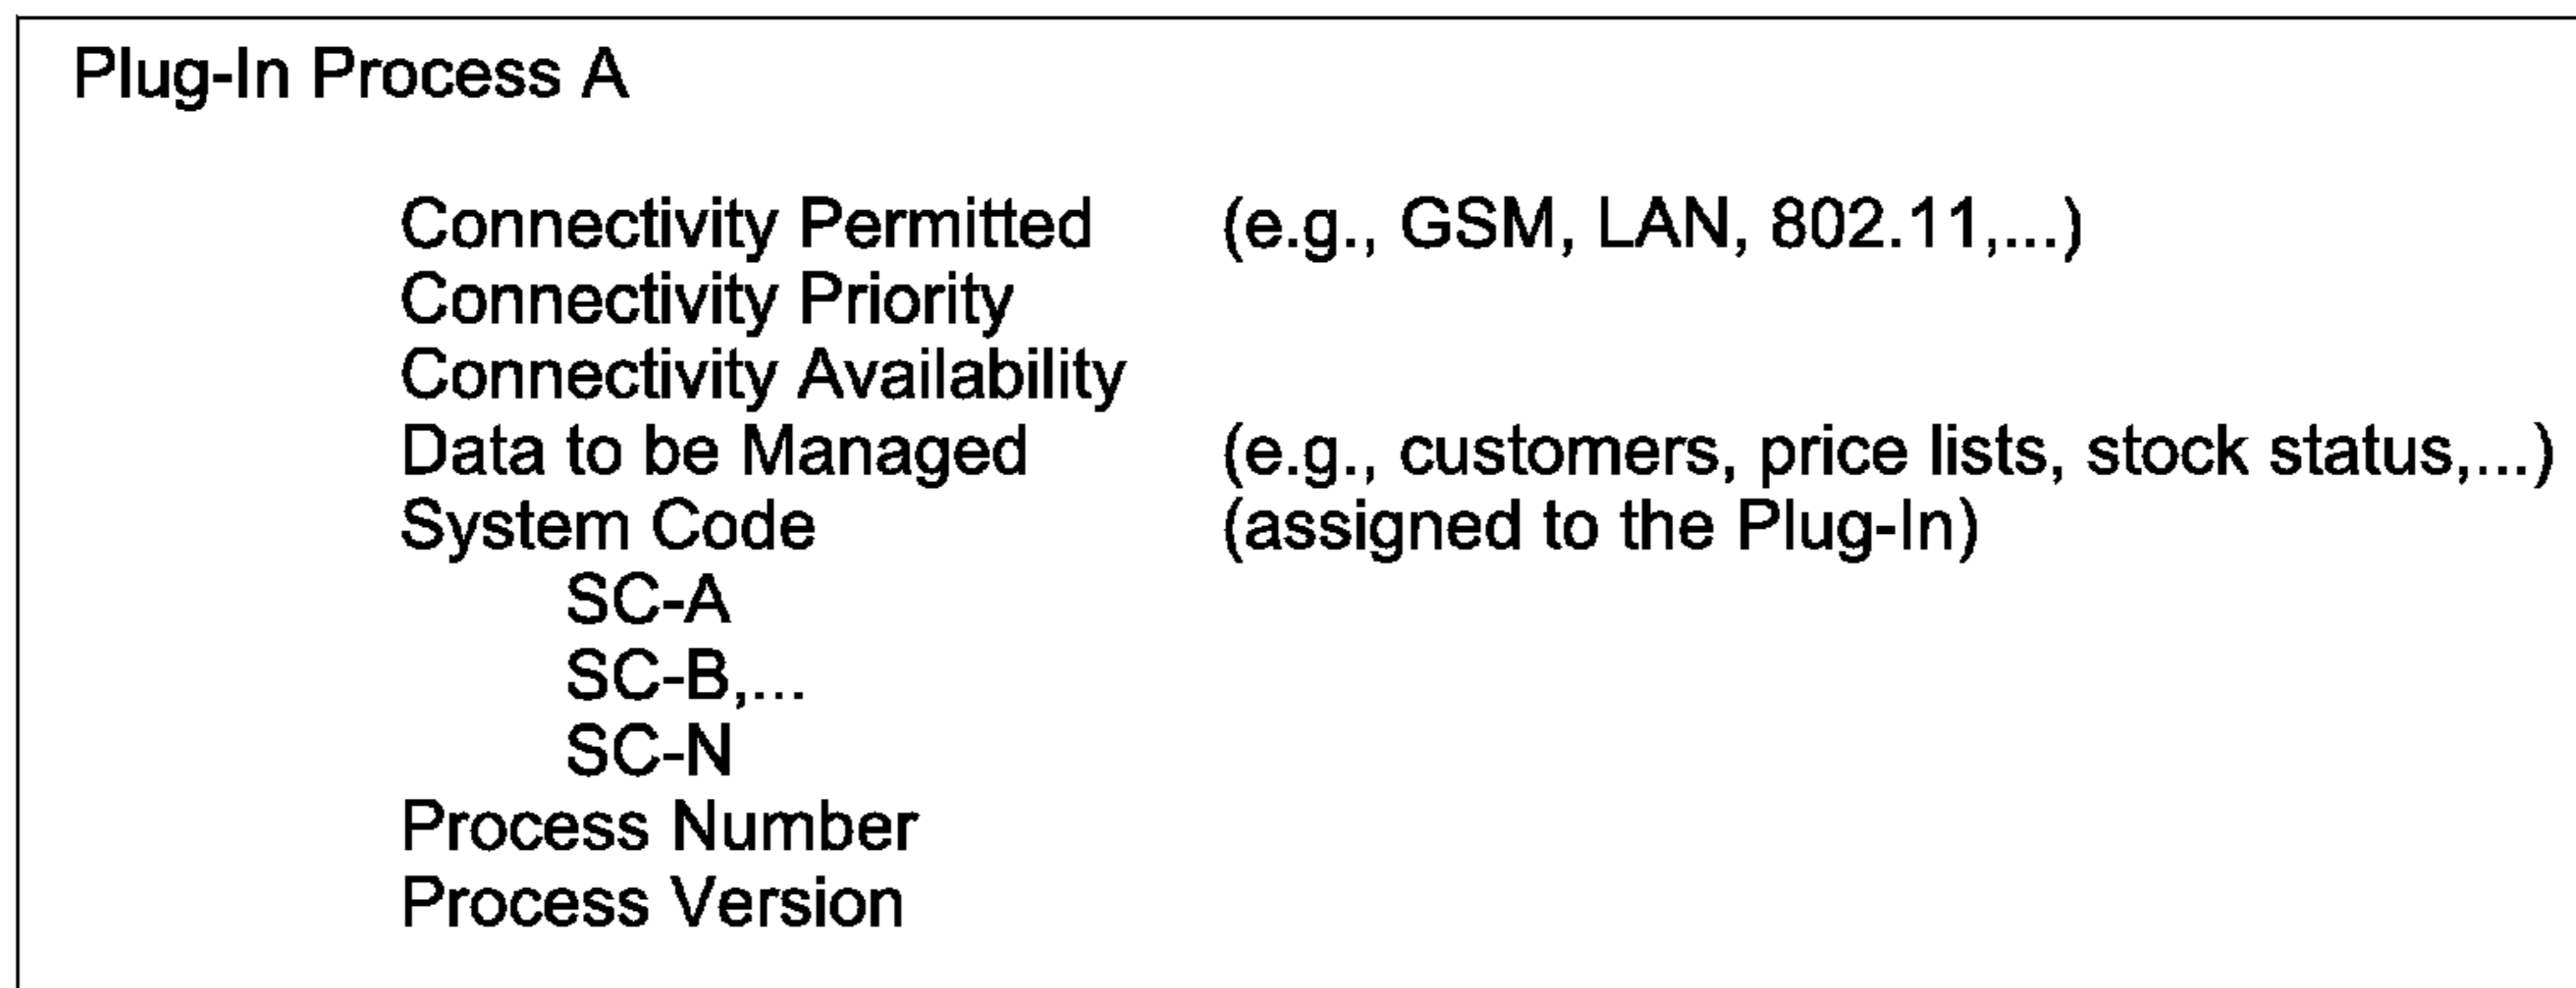 Plug-In Process A
Connectivity Permitted (e.g., GSM, LAN, 802.11,...)
Connectivity Priority
Connectivity Availability
Data to be Managed (e.g., customers, price lists, stock status,...)
System Code (assigned to the Plug-In)
SC-A
SC-B,...
SC-N
Process Number
Process Version